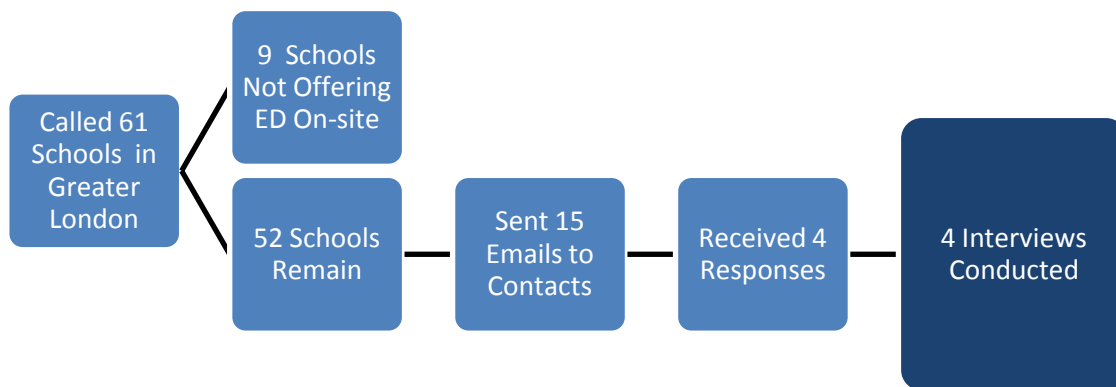 Called 61
Schools in
Greater
London
9 Schools
Not Offering
ED On-site
52 Schools
Remain
Sent 15
Emails to
Contacts
Received 4
Responses
4 Interviews
Conducted